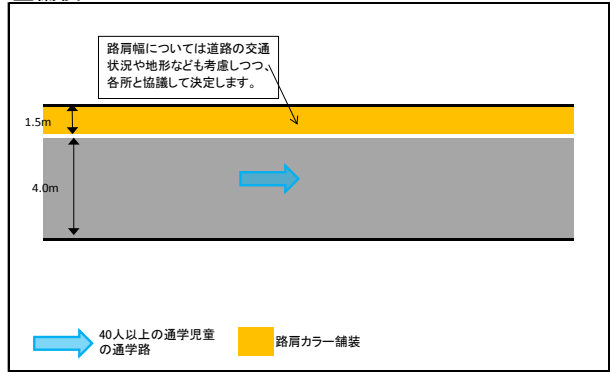 路肩幅については道路の交通
状況や地形なども考慮しつつ、
各所と協議して決定します。
1.5m
4.0m
40人以上の通学児童
の通学路
路肩カラー舗装